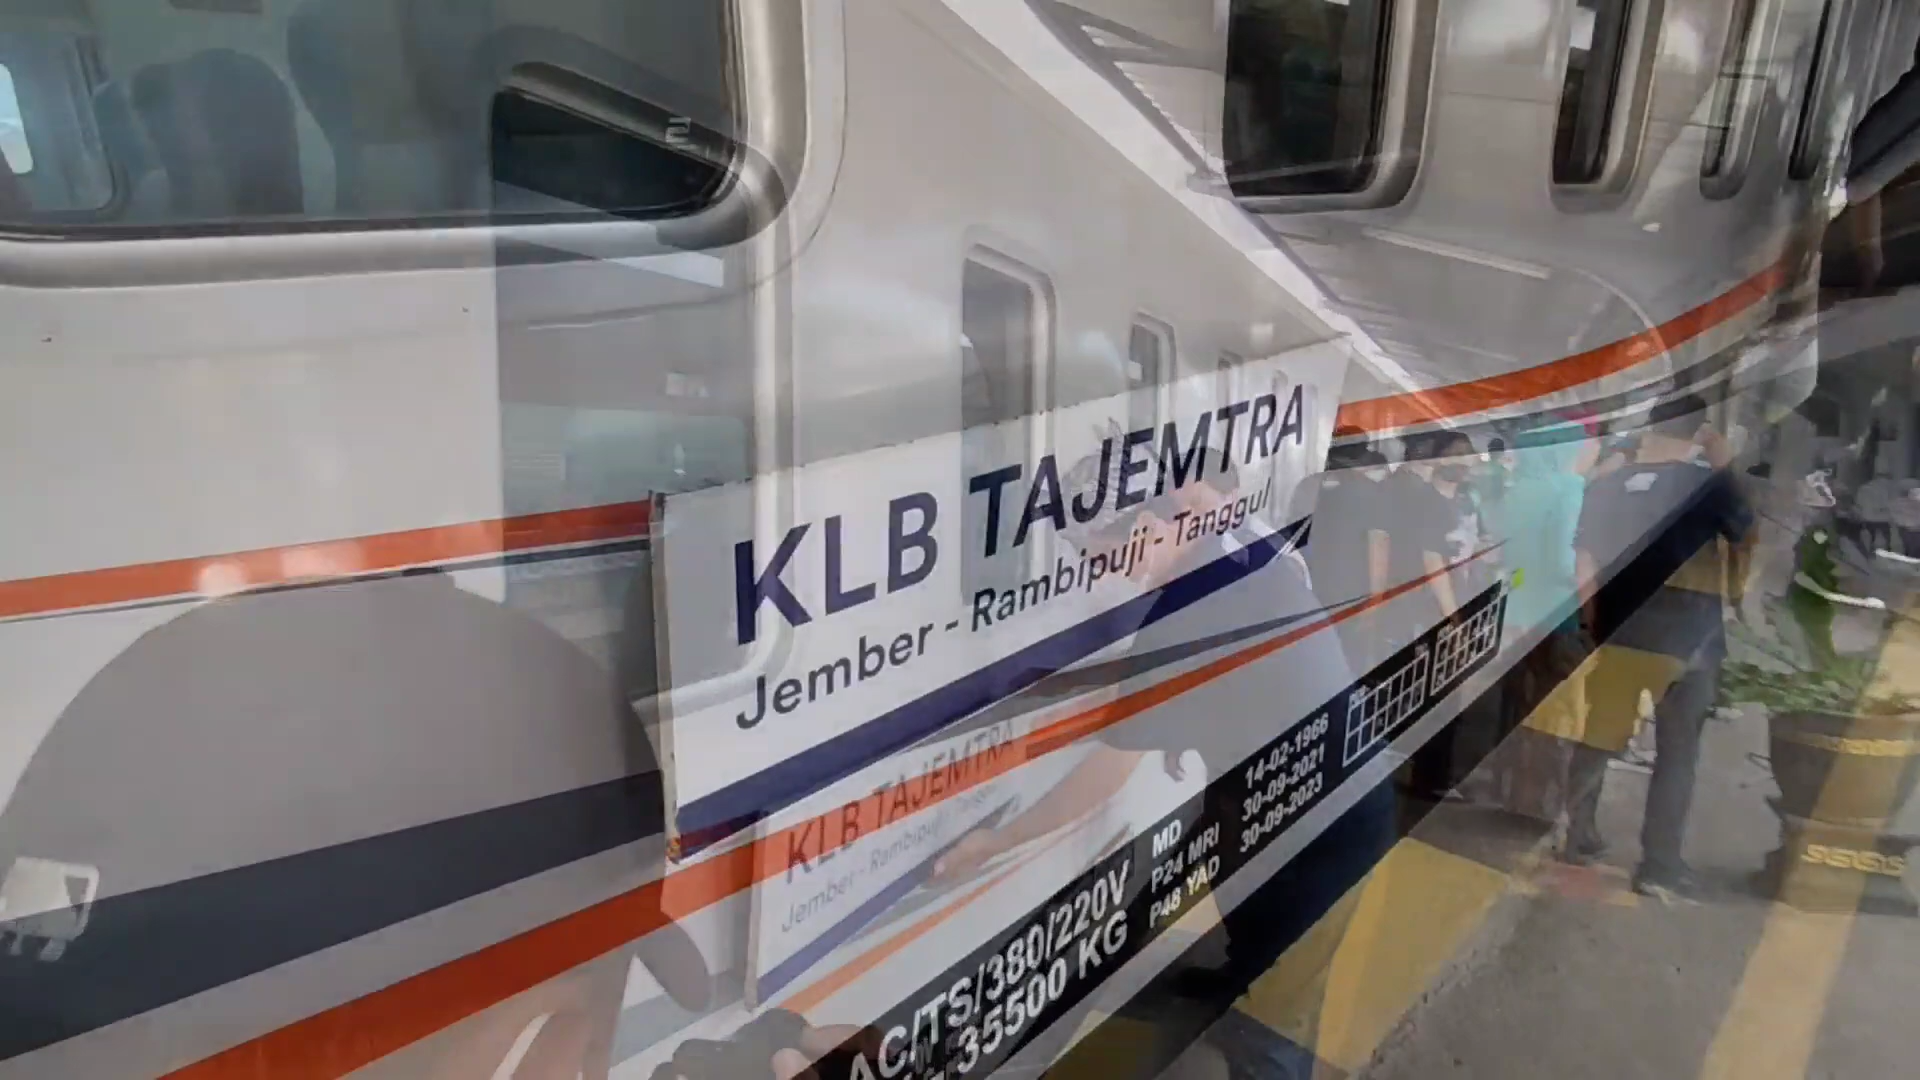 KLB TAJEMTRA
Jember - Rambipuji - Tanggul
KLB TAJEMTRA
Jember - Rambipuji - Tanggul
AC/TS/380/220V
35500 KG
MD 14-02-1966
P24 MRI 30-09-2021
P48 YAD 30-09-2023